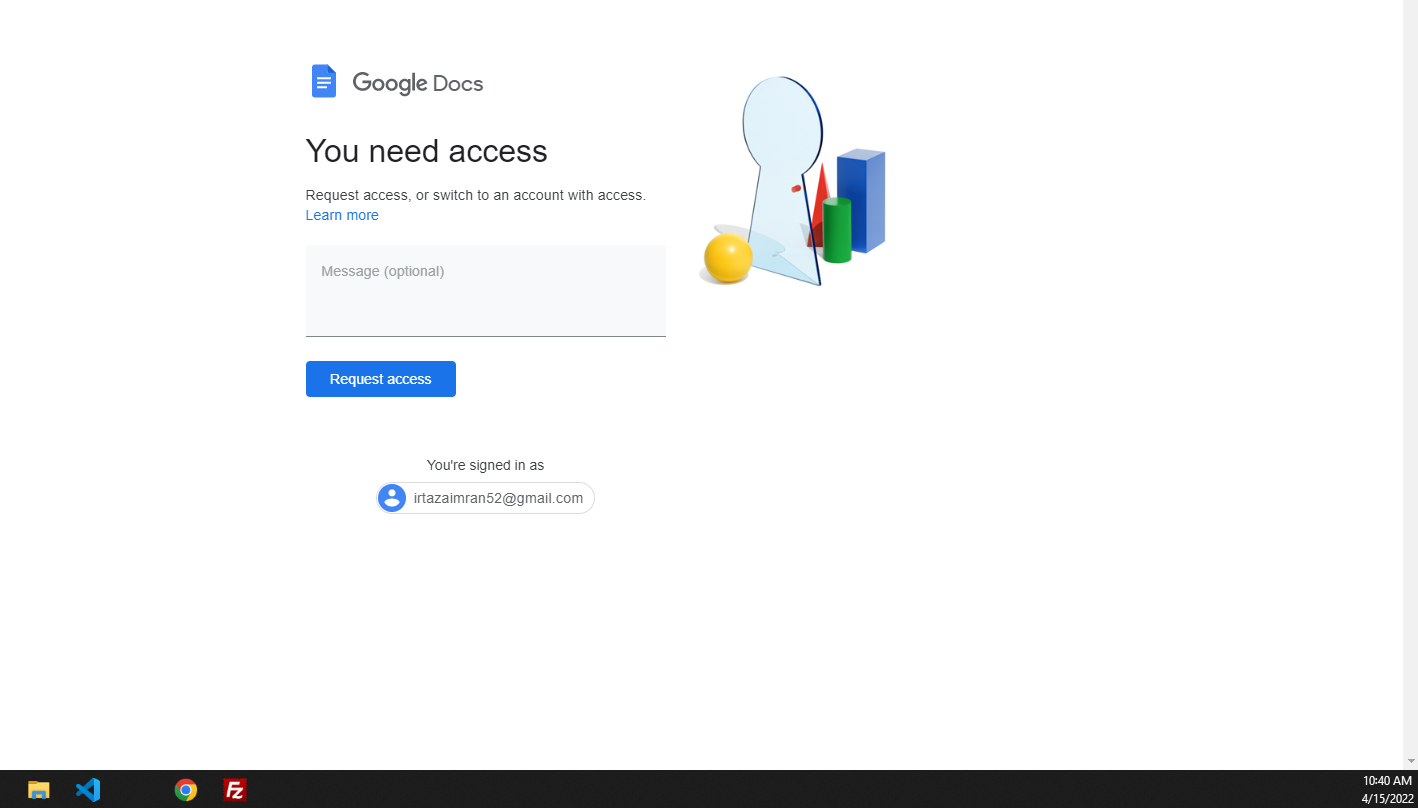 Google Docs
You need access
Request access, or switch to an account with access.
Learn more
Message (optional)
Request access
You're signed in as
irtazaimran52@gmail.com
Fz
10:40 AM
4/15/2022